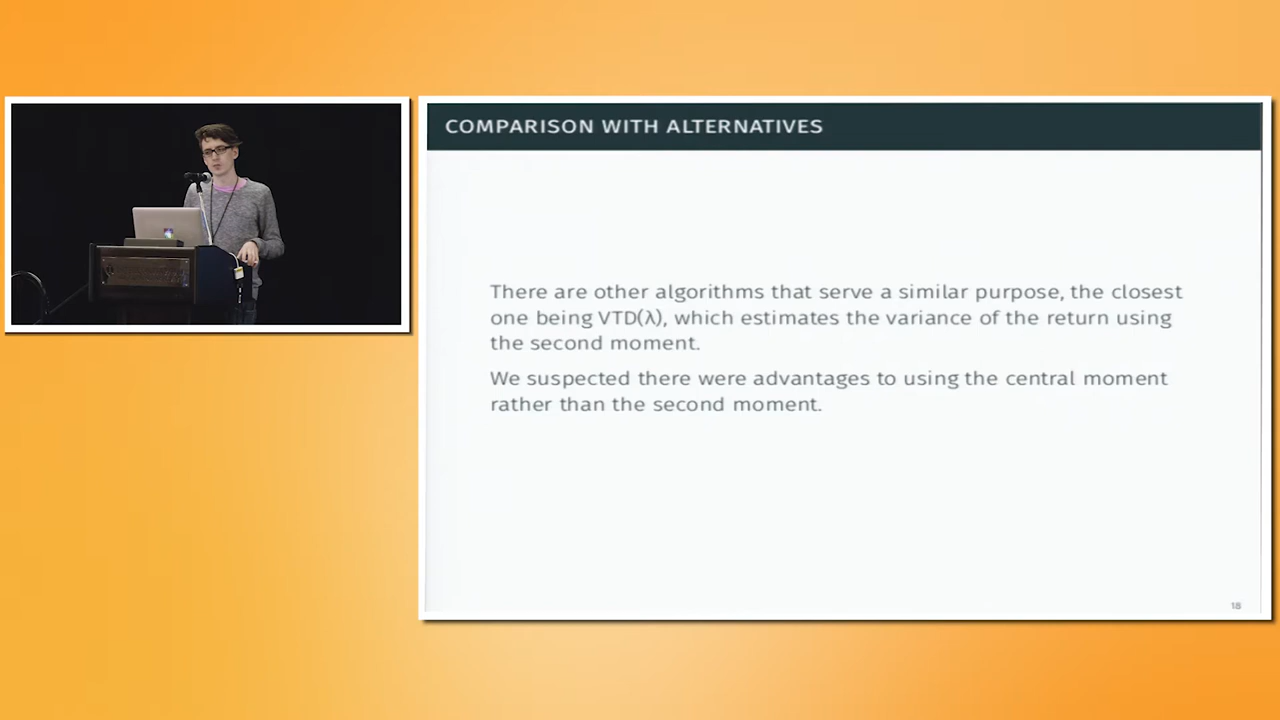 COMPARISON WITH ALTERNATIVES
There are other algorithms that serve a similar purpose, the closest
one being VTD(λ), which estimates the variance of the return using
the second moment.
We suspected there were advantages to using the central moment
rather than the second moment.
18